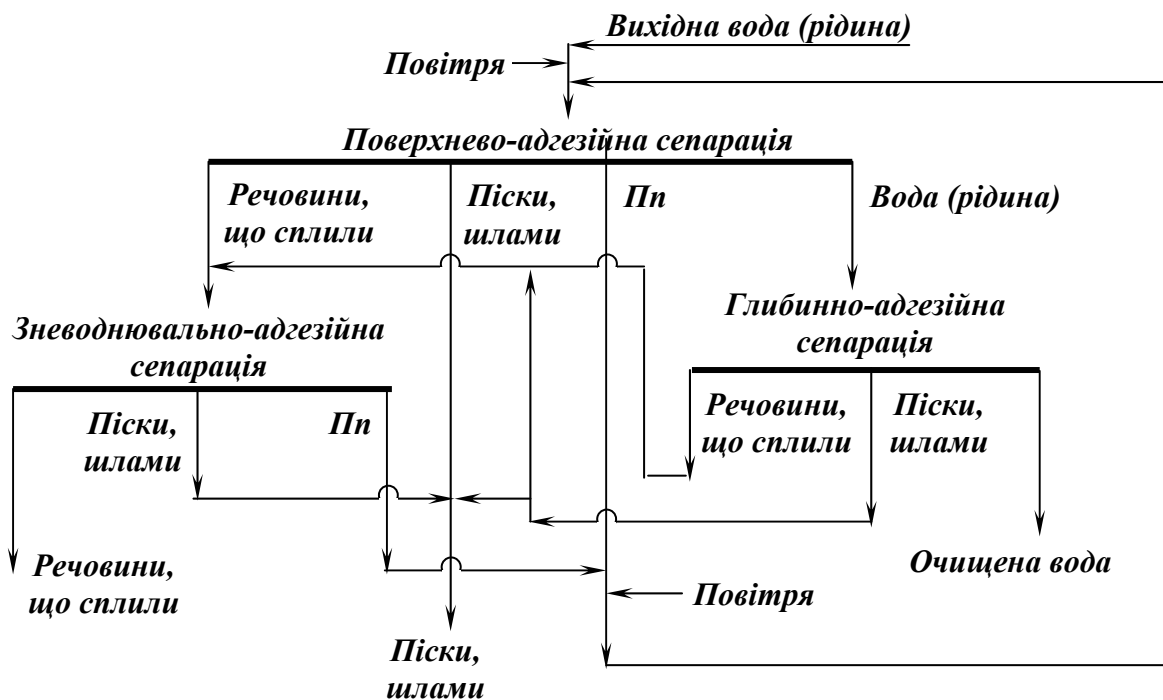 Вихідна вода (рідина)
Повітря
Поверхнево-адгезійна сепарація
Речовини,
що сплили
Піски,
шлами
Пп
Вода (рідина)
Зневоднювально-адгезійна
сепарація
Глибинно-адгезійна
сепарація
Піски,
шлами
Пп
Речовини,
що сплили
Піски,
шлами
Речовини,
що сплили
Очищена вода
Повітря
Піски,
шлами